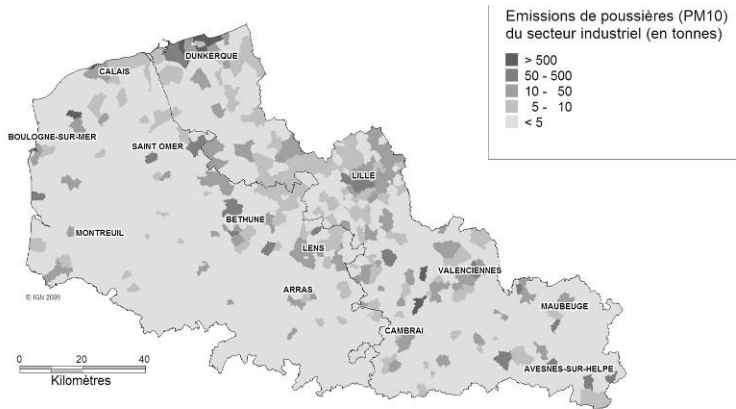 Emissions de poussières (PM10)
du secteur industriel (en tonnes)
> 500
50 - 500
10 - 50
5 - 10
< 5
DUNKERQUE
CALAIS
BOULOGNE-SUR-MER
SAINT OMER
LILLE
BETHUNE
MONTREUIL
LENS
VALENCIENNES
© IGN 2005
ARRAS
MAUBEUGE
CAMBRAI
0 20 40
Kilomètres
AVESNES-SUR-HELPE